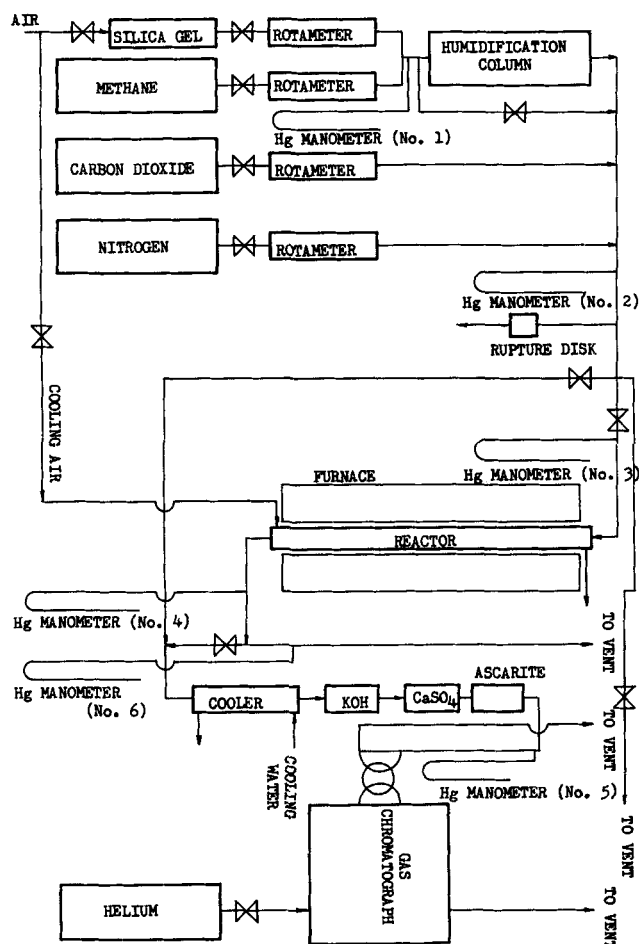 AIR
SILICA GEL
ROTAMETER
HUMIDIFICATION
COLUMN
METHANE
ROTAMETER
Hg MANOMETER (No. 1)
CARBON DIOXIDE
ROTAMETER
NITROGEN
ROTAMETER
Hg MANOMETER (No. 2)
RUPTURE DISK
COOLING AIR
FURNACE
Hg MANOMETER (No. 3)
REACTOR
Hg MANOMETER (No. 4)
TO VENT
Hg MANOMETER
(No. 6)
COOLER
KOH
CaSO4
ASCARITE
TO VENT
COOLING
WATER
Hg MANOMETER (No. 5)
TO VENT
GAS
CHROMATOGRAPH
HELIUM
TO VENT